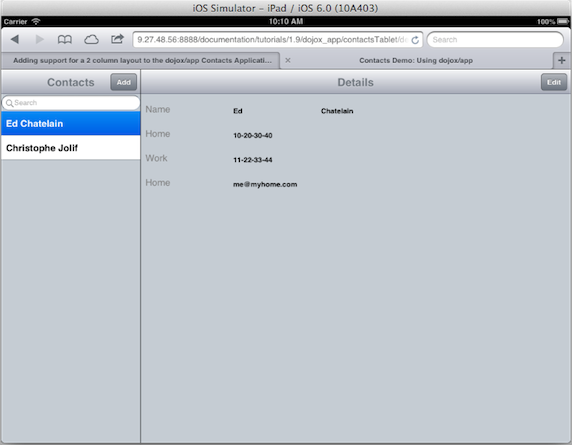 iOS Simulator – iPad / iOS 6.0 (10A403)
Carrier 10:10 AM 100%
9.27.48.56:8888/documentation/tutorials/1.9/dojox_app/contactsTablet/d Search
Adding support for a 2 column layout to the dojox/app Contacts Applicati... Contacts Demo: Using dojox/app
Contacts Add Details Edit
Search
Ed Chatelain
Christophe Jolif
Name Ed Chatelain
Home 10-20-30-40
Work 11-22-33-44
Home me@myhome.com